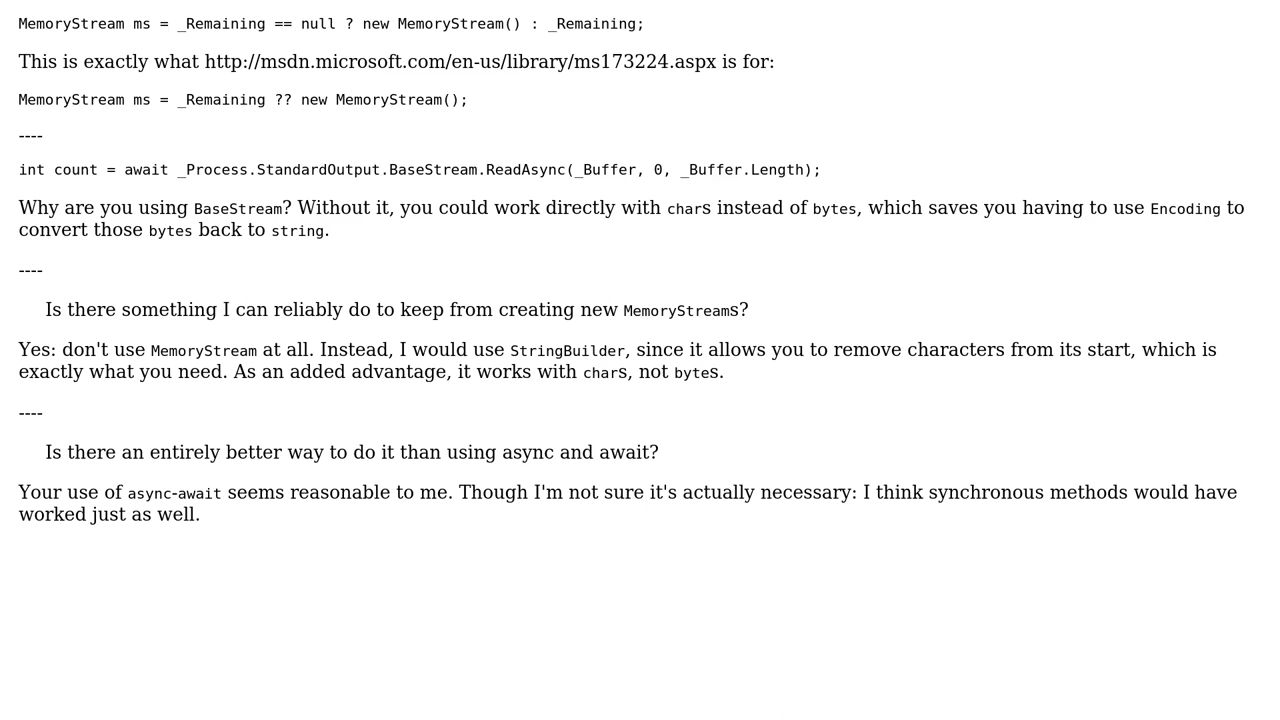 MemoryStream ms = _Remaining == null ? new MemoryStream() : _Remaining;
This is exactly what http://msdn.microsoft.com/en-us/library/ms173224.aspx is for:
MemoryStream ms = _Remaining ?? new MemoryStream();
----
int count = await _Process.StandardOutput.BaseStream.ReadAsync(_Buffer, 0, _Buffer.Length);
Why are you using BaseStream? Without it, you could work directly with chars instead of bytes, which saves you having to use Encoding to
convert those bytes back to string.
----
Is there something I can reliably do to keep from creating new MemoryStreams?
Yes: don't use MemoryStream at all. Instead, I would use StringBuilder, since it allows you to remove characters from its start, which is
exactly what you need. As an added advantage, it works with chars, not bytes.
----
Is there an entirely better way to do it than using async and await?
Your use of async-await seems reasonable to me. Though I'm not sure it's actually necessary: I think synchronous methods would have
worked just as well.